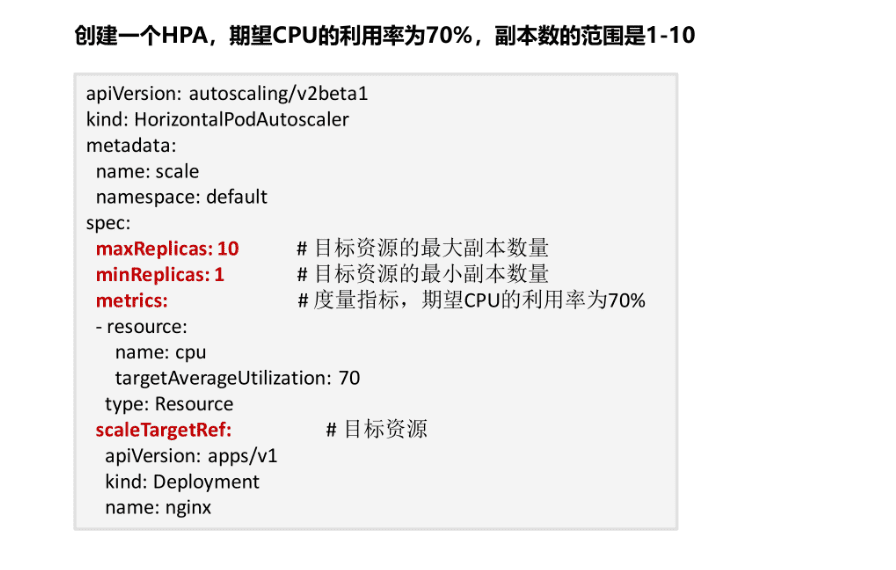 创建一个HPA，期望CPU的利用率为70%，副本数的范围是1-10
apiVersion: autoscaling/v2beta1
kind: HorizontalPodAutoscaler
metadata:
  name: scale
  namespace: default
spec:
  maxReplicas: 10 # 目标资源的最大副本数量
  minReplicas: 1 # 目标资源的最小副本数量
  metrics: # 度量指标，期望CPU的利用率为70%
  - resource:
      name: cpu
      targetAverageUtilization: 70
    type: Resource
  scaleTargetRef: # 目标资源
    apiVersion: apps/v1
    kind: Deployment
    name: nginx